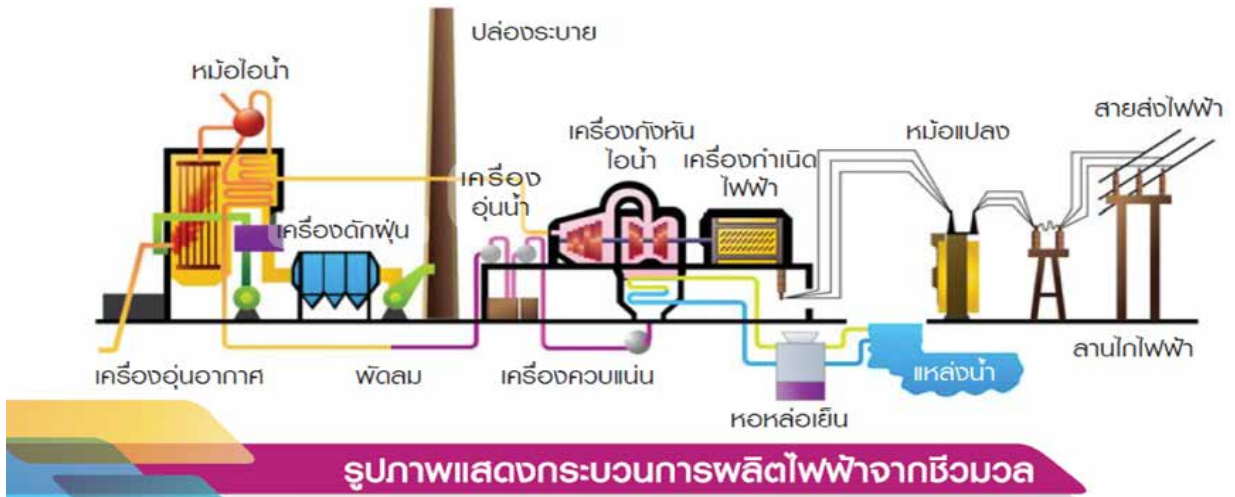 ปล่องระบาย
หม้อไอน้ำ
สายส่งไฟฟ้า
เครื่องกังหัน
ไอน้ำ
หม้อแปลง
เครื่องกำเนิด
ไฟฟ้า
เครื่อง
อุ่นน้ำ
เครื่องดักฝุ่น
ลานไกไฟฟ้า
เครื่องอุ่นอากาศ
พัดลม
เครื่องควบแน่น
แหล่งน้ำ
หอหล่อเย็น
รูปภาพแสดงกระบวนการผลิตไฟฟ้าจากชีวมวล